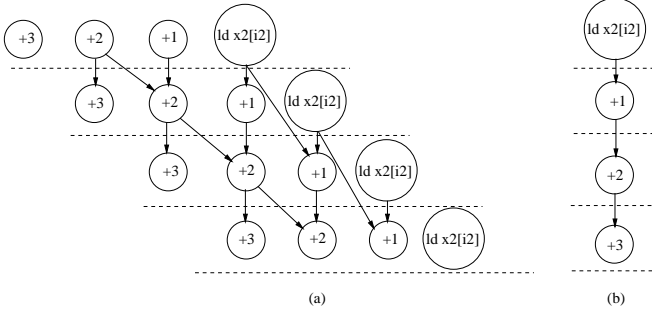 +3 +2 +1 ld x2[i2] ld x2[i2]
+3 +2 +1 ld x2[i2] +1
+3 +2 +1 ld x2[i2] +2
+3 +2 +1 ld x2[i2] +3
(a) (b)